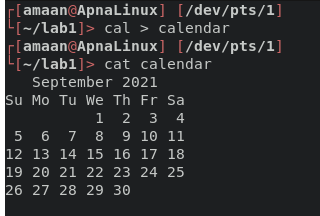 ┌[amaan@ApnaLinux] [/dev/pts/1]
└[~/lab1]> cal > calendar
┌[amaan@ApnaLinux] [/dev/pts/1]
└[~/lab1]> cat calendar
   September 2021
Su Mo Tu We Th Fr Sa
          1  2  3  4
 5  6  7  8  9 10 11
12 13 14 15 16 17 18
19 20 21 22 23 24 25
26 27 28 29 30